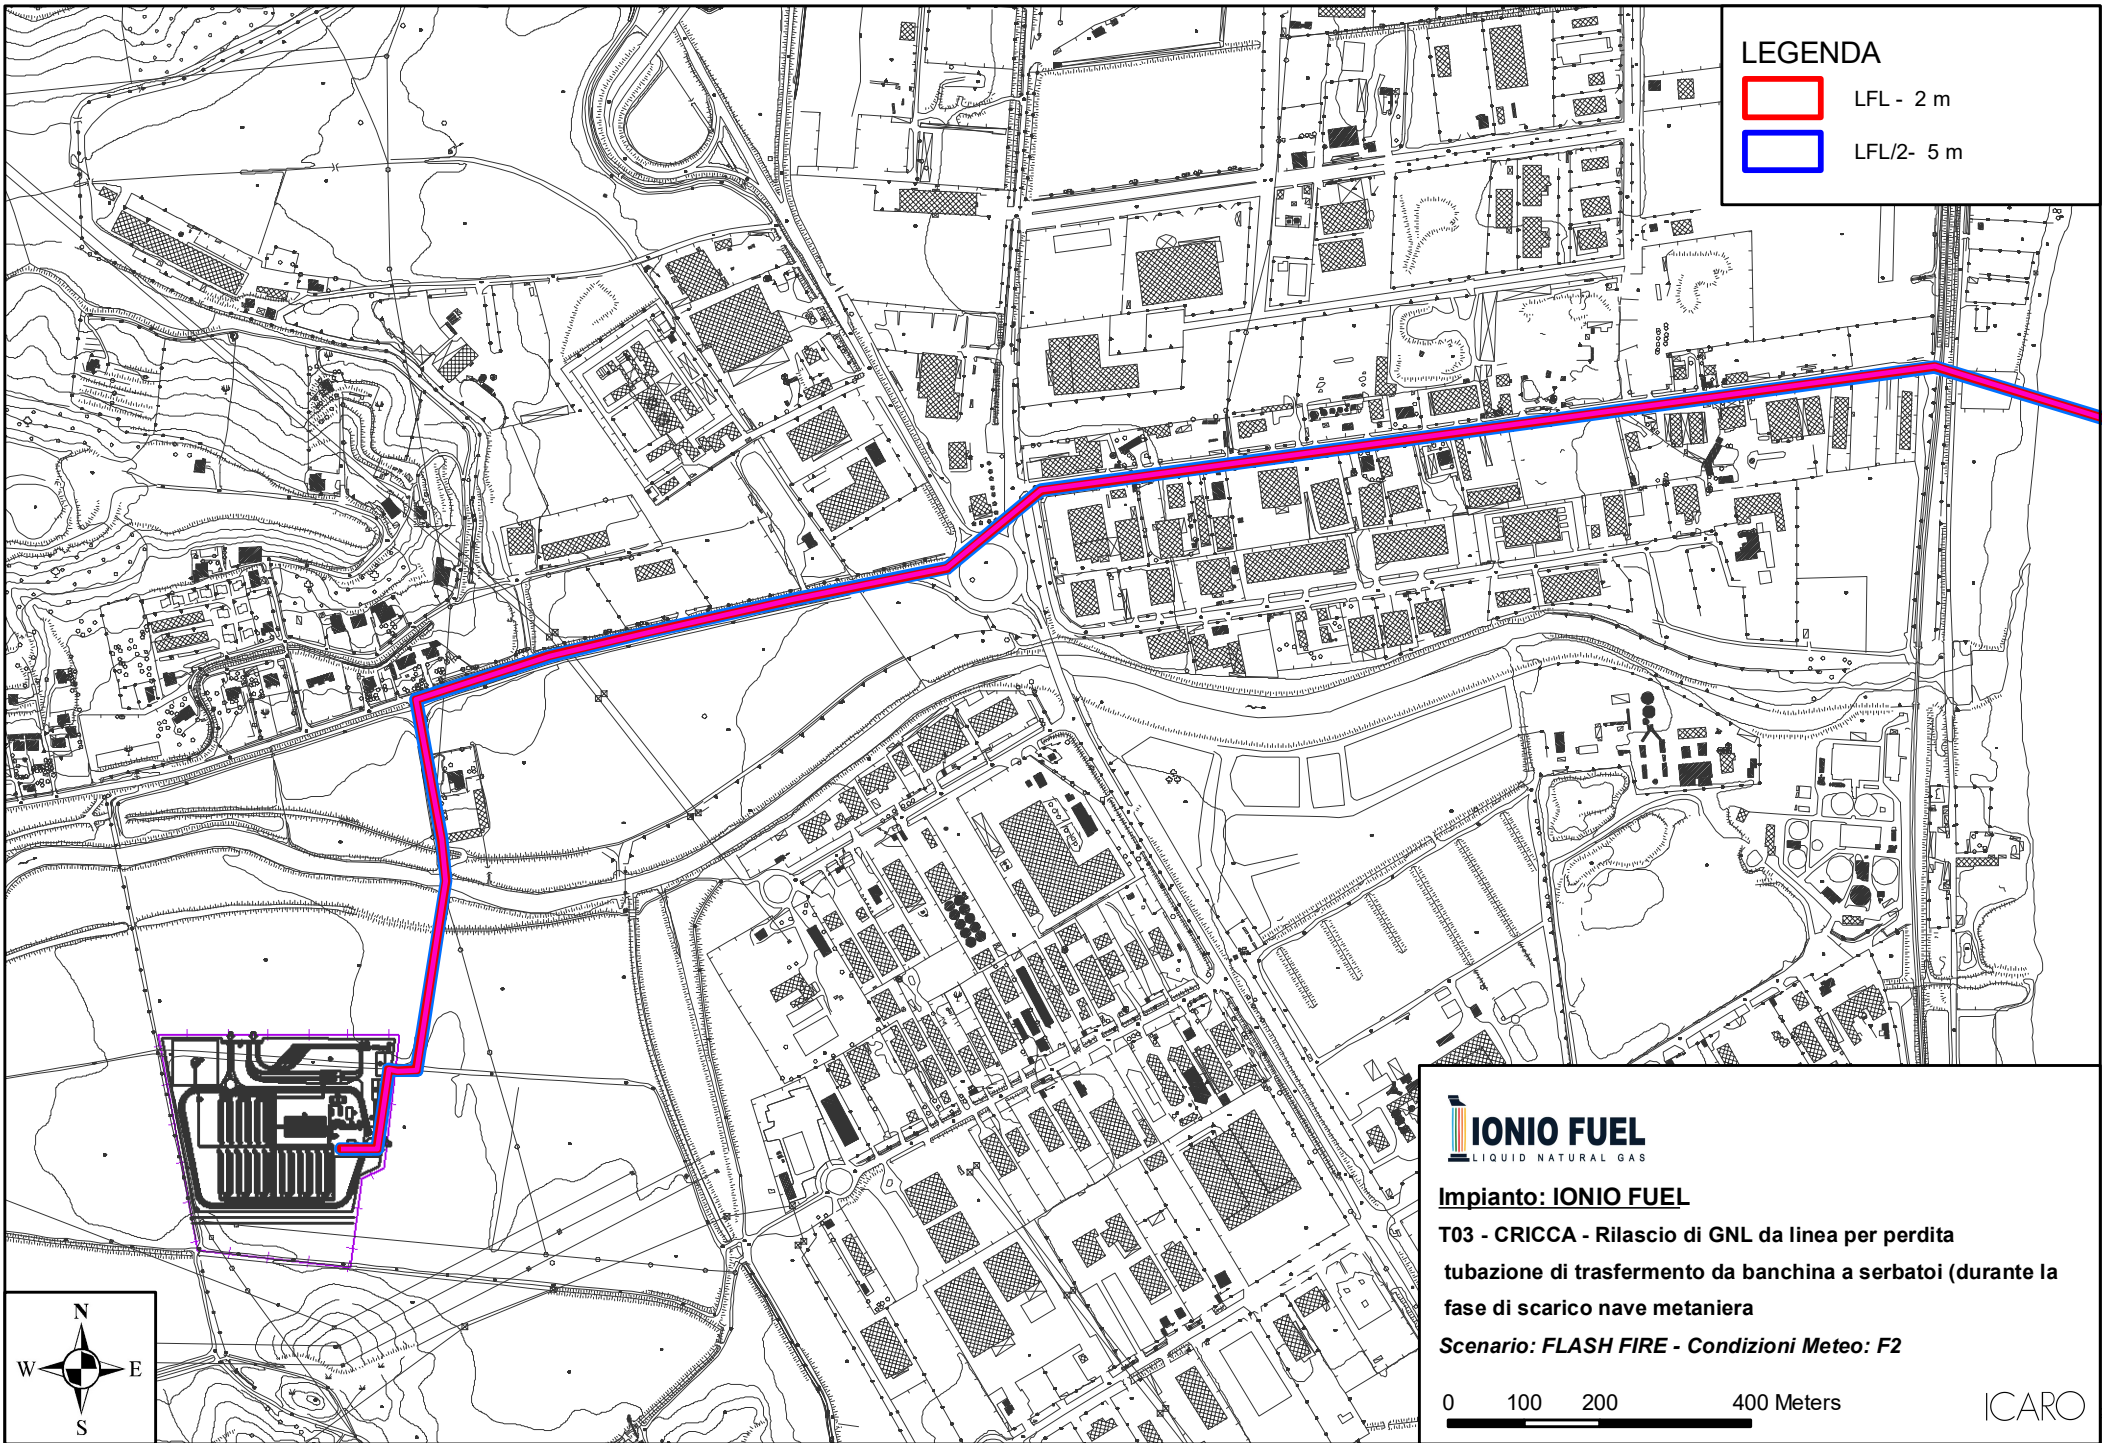 LEGENDA
LFL - 2 m
LFL/2- 5 m
IONIO FUEL
LIQUID NATURAL GAS
Impianto: IONIO FUEL
T03 - CRICCA - Rilascio di GNL da linea per perdita
tubazione di trasfermento da banchina a serbatoi (durante la
fase di scarico nave metaniera
Scenario: FLASH FIRE - Condizioni Meteo: F2
0 100 200 400 Meters
ICARO
N
W E
S